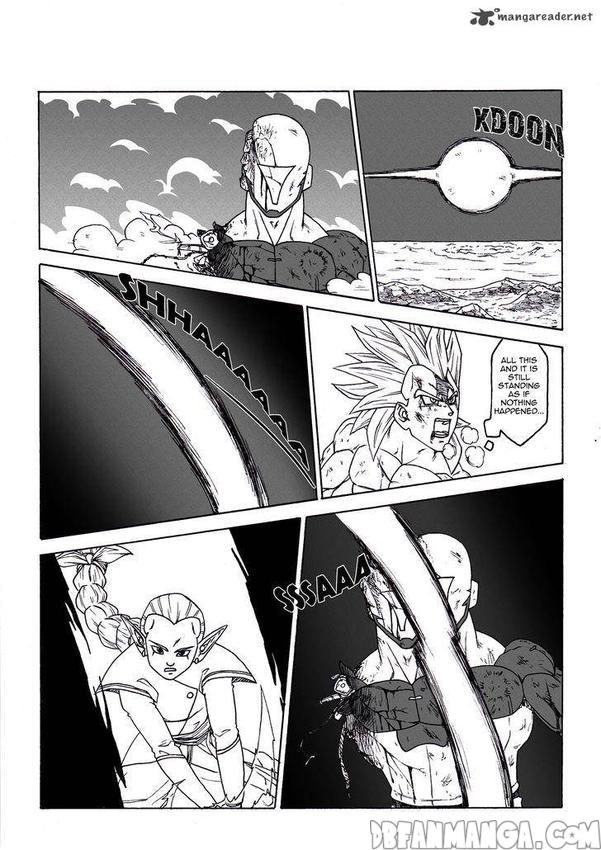 mangareader.net
KDOON
SHHAAAAAAA
ALL THIS
AND IT IS
STILL
STANDING
AS IF
NOTHING
HAPPENED...
SSSAAA
DBFANMANGA.COM